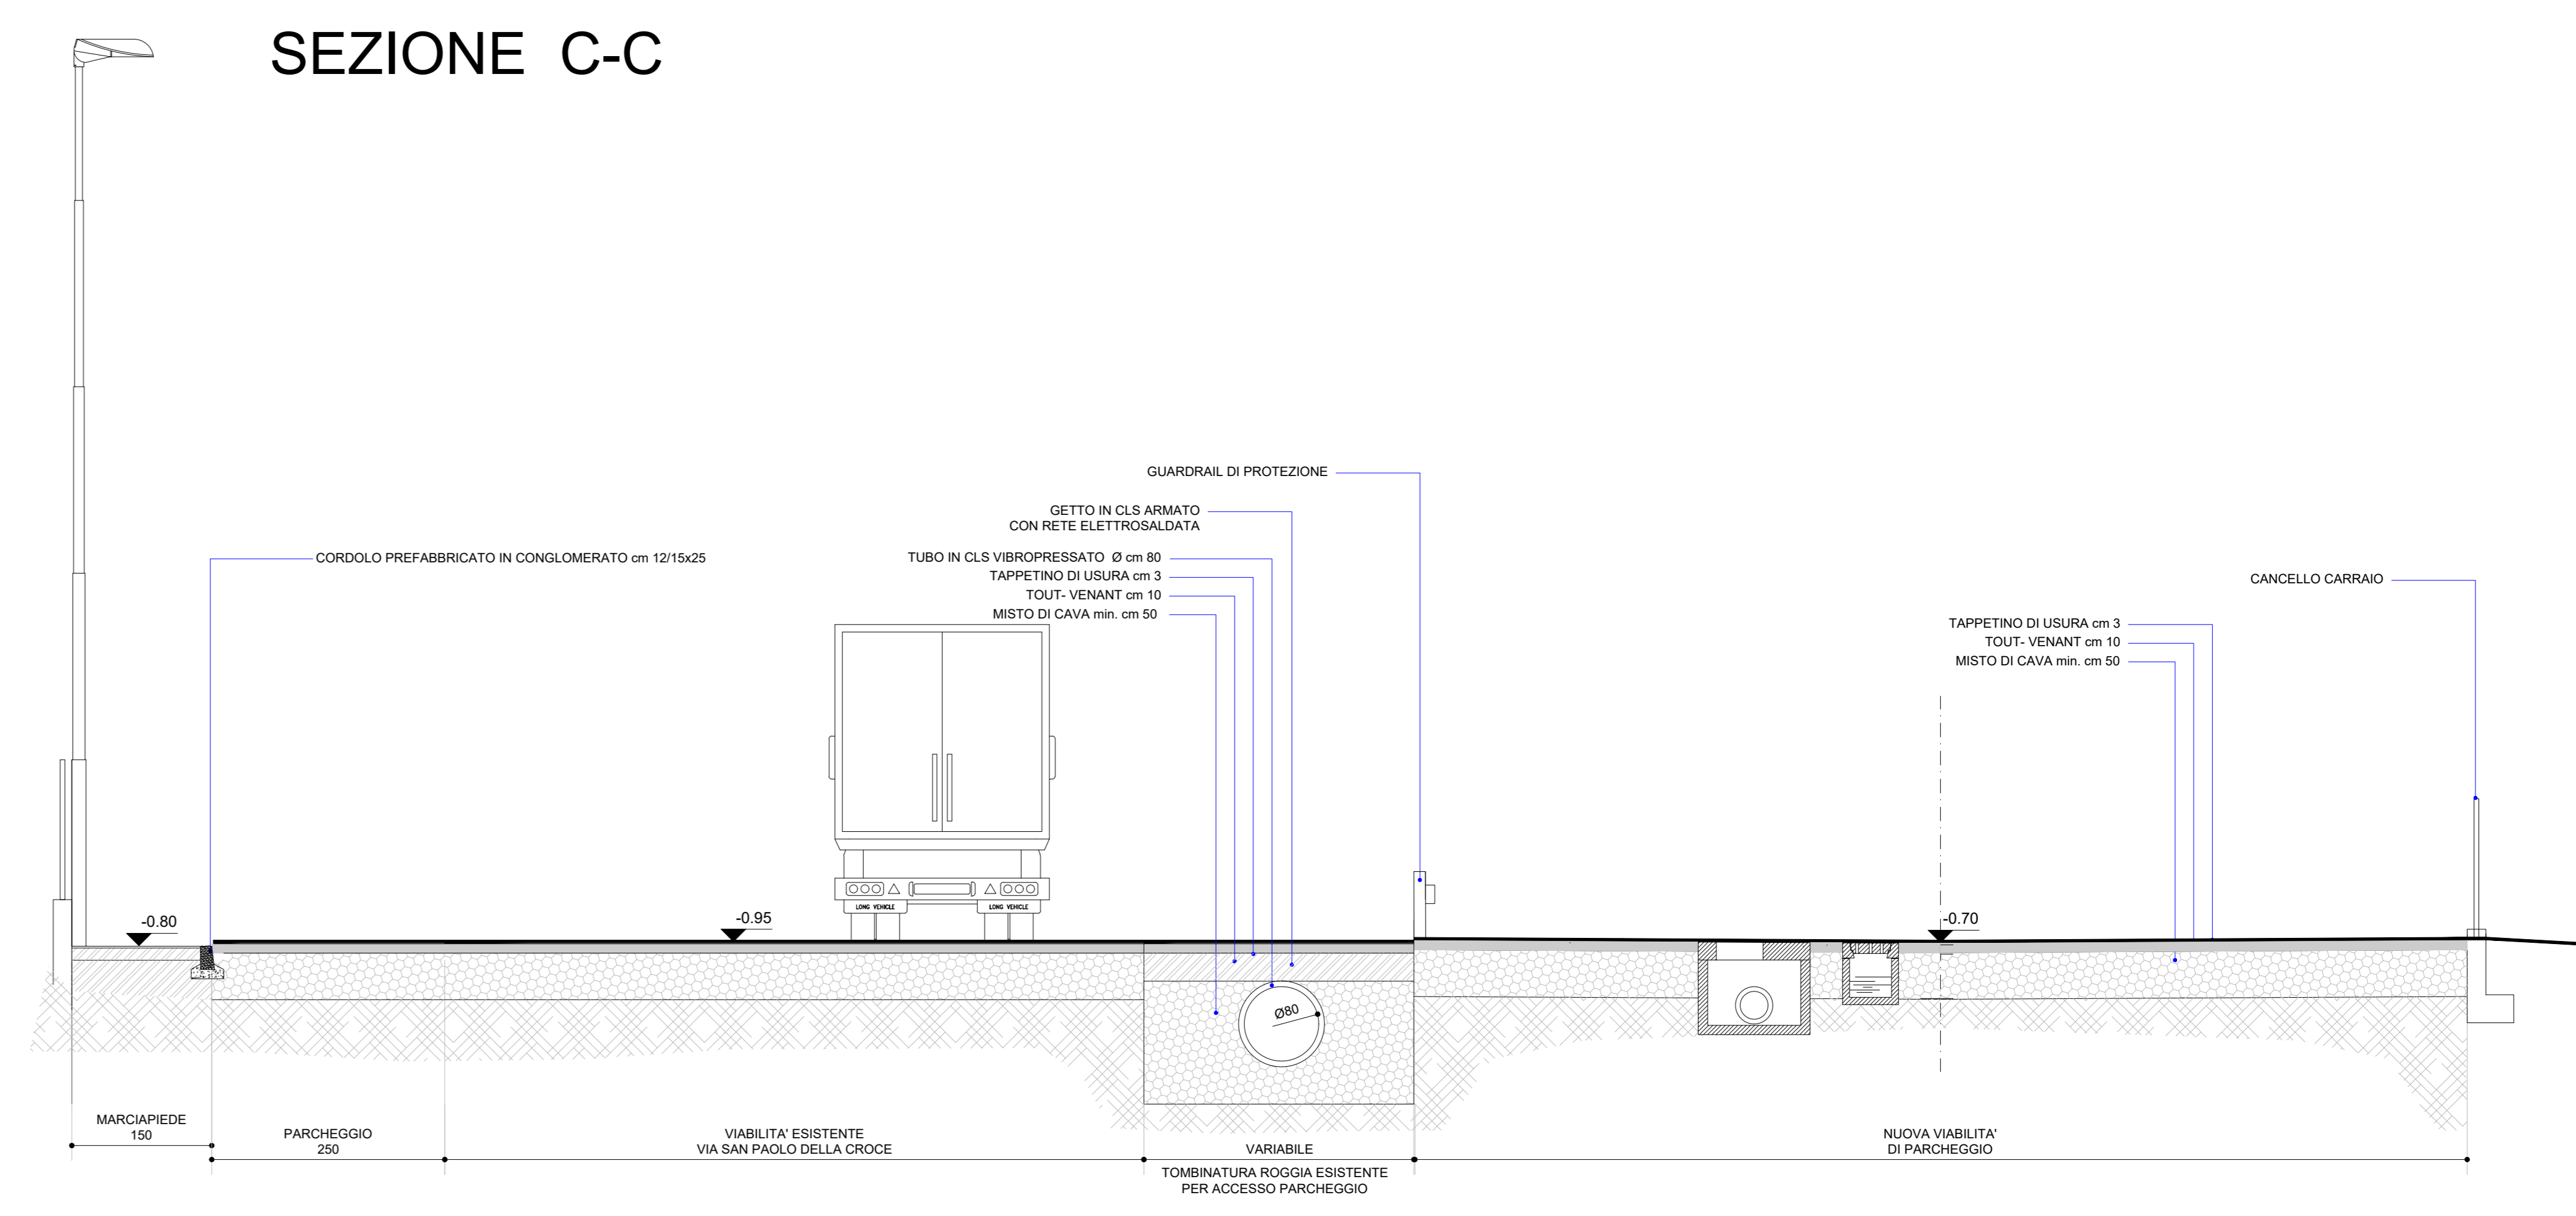 SEZIONE C-C
GUARDRAIL DI PROTEZIONE
GETTO IN CLS ARMATO
CON RETE ELETTROSALDATA
CORDOLO PREFABBRICATO IN CONGLOMERATO cm 12/15x25
TUBO IN CLS VIBROPRESSATO Ø cm 80
TAPPETINO DI USURA cm 3
TOUT- VENANT cm 10
MISTO DI CAVA min. cm 50
CANCELLO CARRAIO
TAPPETINO DI USURA cm 3
TOUT- VENANT cm 10
MISTO DI CAVA min. cm 50
LONG VEHICLE
LONG VEHICLE
-0.80
-0.95
-0.70
Ø80
MARCIAPIEDE
150
PARCHEGGIO
250
VIABILITA' ESISTENTE
VIA SAN PAOLO DELLA CROCE
VARIABILE
TOMBINATURA ROGGIA ESISTENTE
PER ACCESSO PARCHEGGIO
NUOVA VIABILITA'
DI PARCHEGGIO